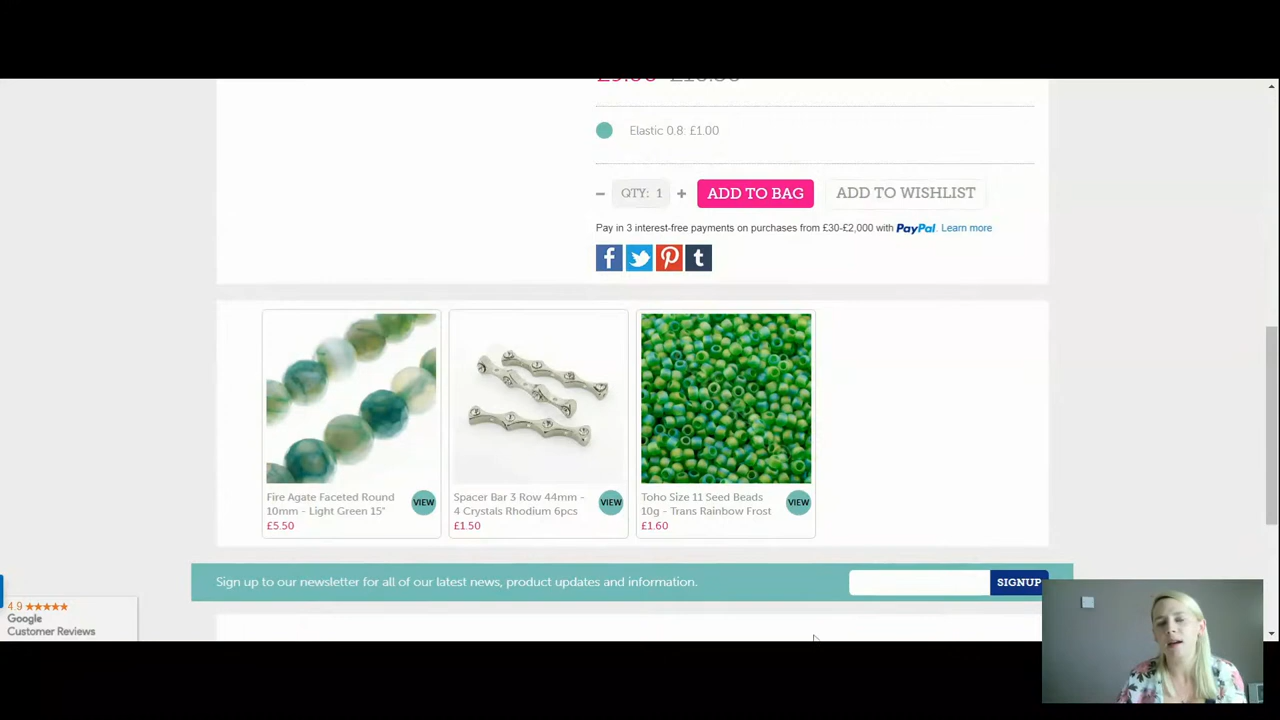 Elastic 0.8: £1.00
− QTY: 1 + ADD TO BAG ADD TO WISHLIST
Pay in 3 interest-free payments on purchases from £30-£2,000 with PayPal. Learn more
f t
Fire Agate Faceted Round
10mm - Light Green 15"
£5.50
VIEW
Spacer Bar 3 Row 44mm -
4 Crystals Rhodium 6pcs
£1.50
VIEW
Toho Size 11 Seed Beads
10g - Trans Rainbow Frost
£1.60
VIEW
Sign up to our newsletter for all of our latest news, product updates and information.
SIGNUP
4.9 ★★★★★
Google
Customer Reviews